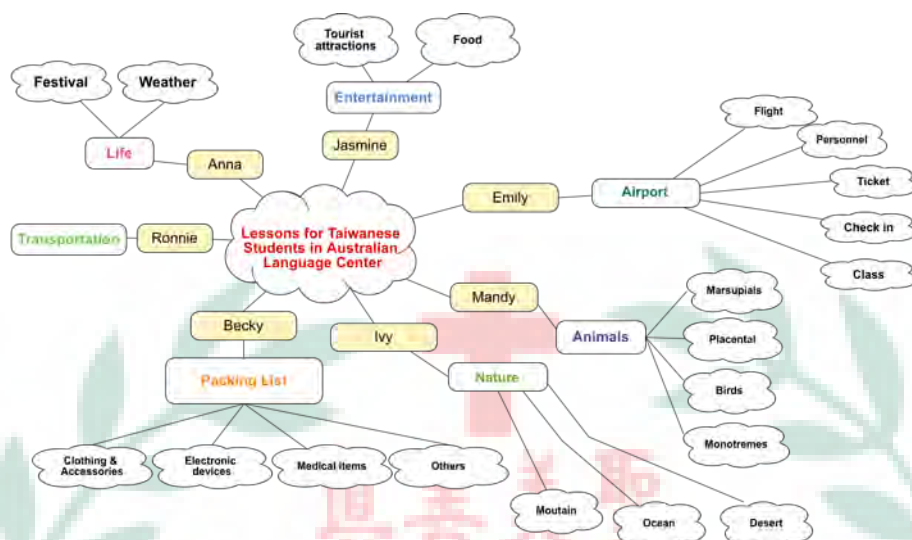 Tourist
attractions
Food
Festival
Weather
Entertainment
Flight
Life
Jasmine
Personnel
Anna
Emily
Airport
Ticket
Lessons for Taiwanese
Students in Australian
Language Center
Transportation
Ronnie
Check in
Class
Mandy
Marsupials
Becky
Ivy
Animals
Placental
Packing List
Nature
Birds
Monotremes
Clothing &
Accessories
Electronic
devices
Medical items
Others
Moutain
Ocean
Desert